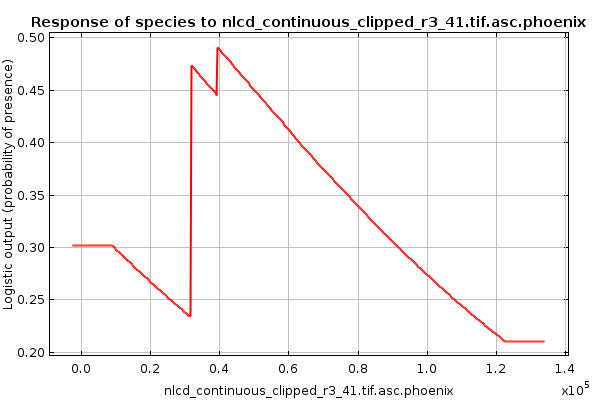 Response of species to nlcd_continuous_clipped_r3_41.tif.asc.phoenix
Logistic output (probability of presence)
0.50
0.45
0.40
0.35
0.30
0.25
0.20
0.0 0.2 0.4 0.6 0.8 1.0 1.2 1.4
nlcd_continuous_clipped_r3_41.tif.asc.phoenix
x10⁵